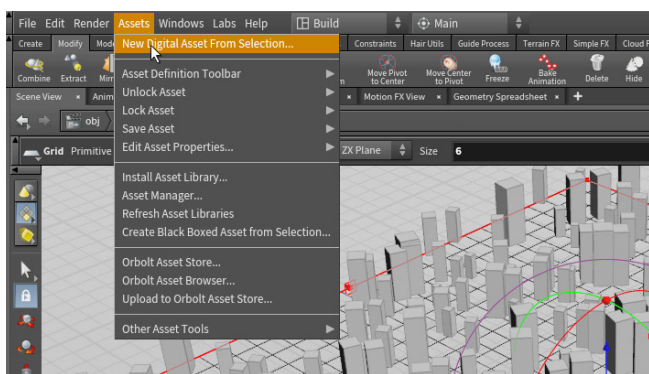 File Edit Render Assets Windows Labs Help Build Main
Create Modify Constraints Hair Utils Guide Process Terrain FX Simple FX
Combine Extract Move Pivot to Center Move Center to Pivot Freeze Bake Animation Delete Hide
Scene View × × Motion FX View × Geometry Spreadsheet × +
obj
Grid ZX Plane Size 6
New Digital Asset From Selection...
Asset Definition Toolbar
Unlock Asset
Lock Asset
Save Asset
Edit Asset Properties...
Install Asset Library...
Asset Manager...
Refresh Asset Libraries
Create Black Boxed Asset from Selection...
Orbolt Asset Store...
Orbolt Asset Browser...
Upload to Orbolt Asset Store...
Other Asset Tools